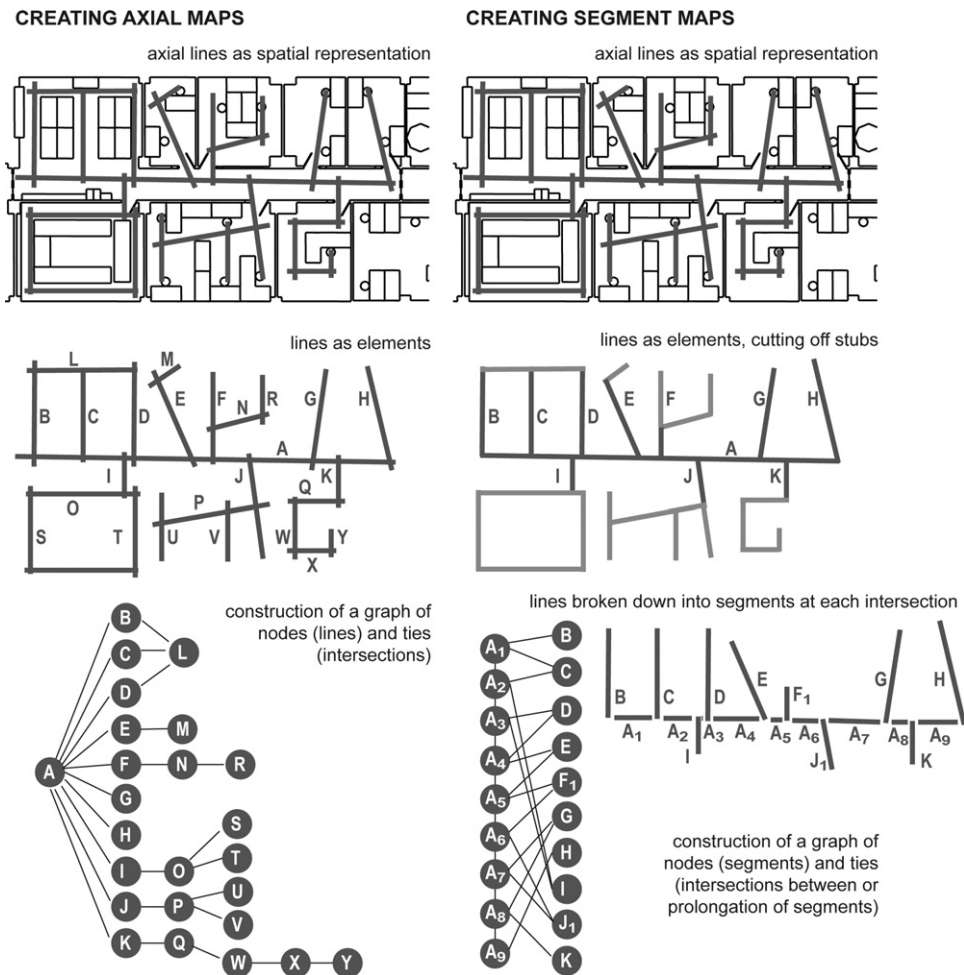 CREATING AXIAL MAPS
axial lines as spatial representation
lines as elements
L M
B C D E F N R G H
A
I J K
O P Q
S T U V W Y
X
construction of a graph of
nodes (lines) and ties
(intersections)
B
C L
D
E M
A F N R
G
H
I O S
T
J P U
V
K Q
W X Y
CREATING SEGMENT MAPS
axial lines as spatial representation
lines as elements, cutting off stubs
B C D E F G H
A
I J K
lines broken down into segments at each intersection
A1 B
A2 C
A3 D
A4 E
A5 F1
A6 G
A7 H
A8 I
A9 J1
K
B C D E F1 G H
A1 A2 A3 A4 A5 A6 A7 A8 A9
I J1 K
construction of a graph of
nodes (segments) and ties
(intersections between or
prolongation of segments)